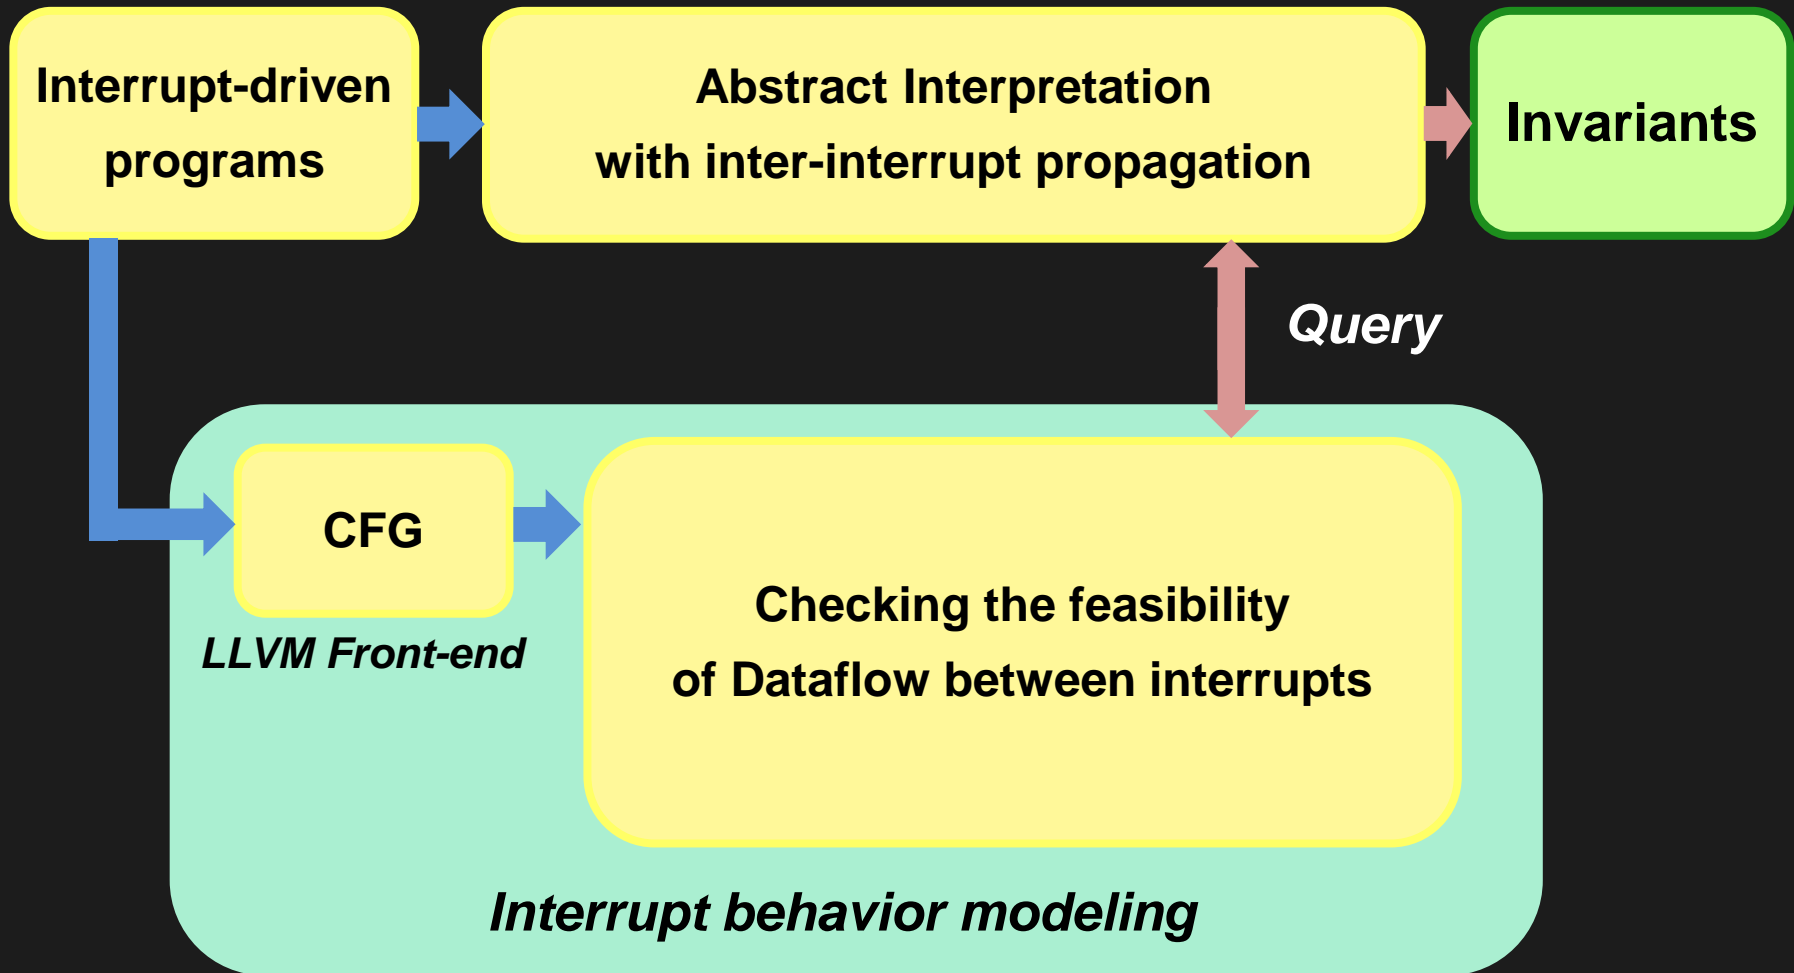 Interrupt-driven
programs
Abstract Interpretation
with inter-interrupt propagation
Invariants
Query
CFG
LLVM Front-end
Checking the feasibility
of Dataflow between interrupts
Interrupt behavior modeling